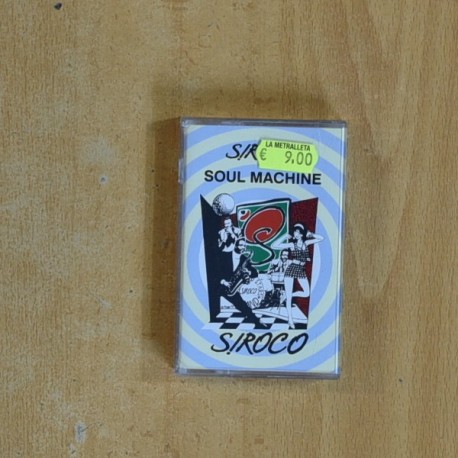 LA METRALLETA
€ 9,00
SOUL MACHINE
S
SIROCO